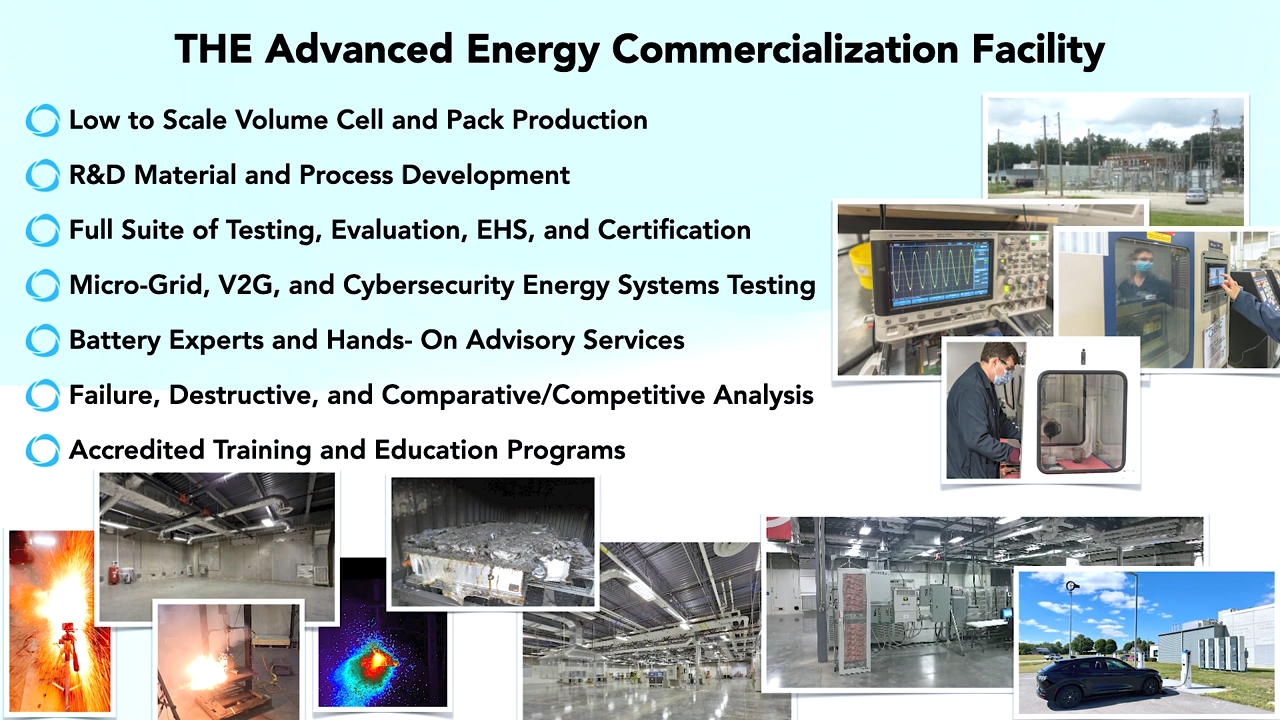 THE Advanced Energy Commercialization Facility
Low to Scale Volume Cell and Pack Production
R&D Material and Process Development
Full Suite of Testing, Evaluation, EHS, and Certification
Micro-Grid, V2G, and Cybersecurity Energy Systems Testing
Battery Experts and Hands- On Advisory Services
Failure, Destructive, and Comparative/Competitive Analysis
Accredited Training and Education Programs